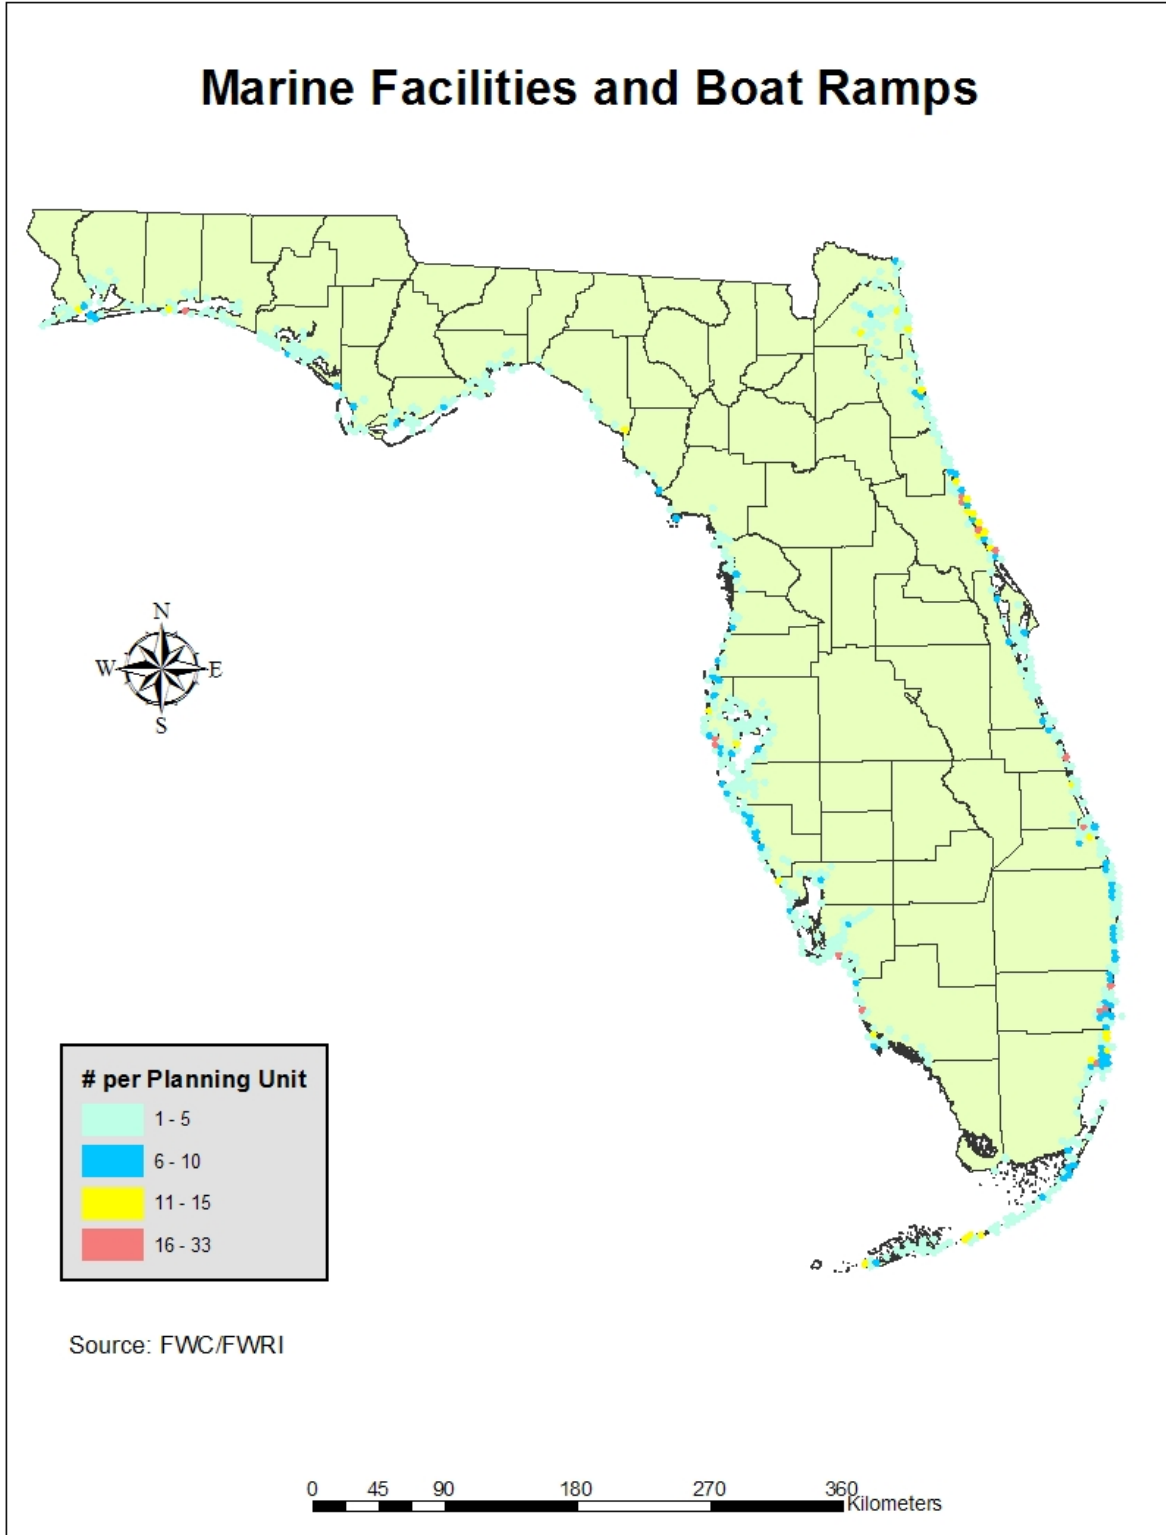 Marine Facilities and Boat Ramps
N
W E
S
# per Planning Unit
1 - 5
6 - 10
11 - 15
16 - 33
Source: FWC/FWRI
0 45 90 180 270 360
Kilometers